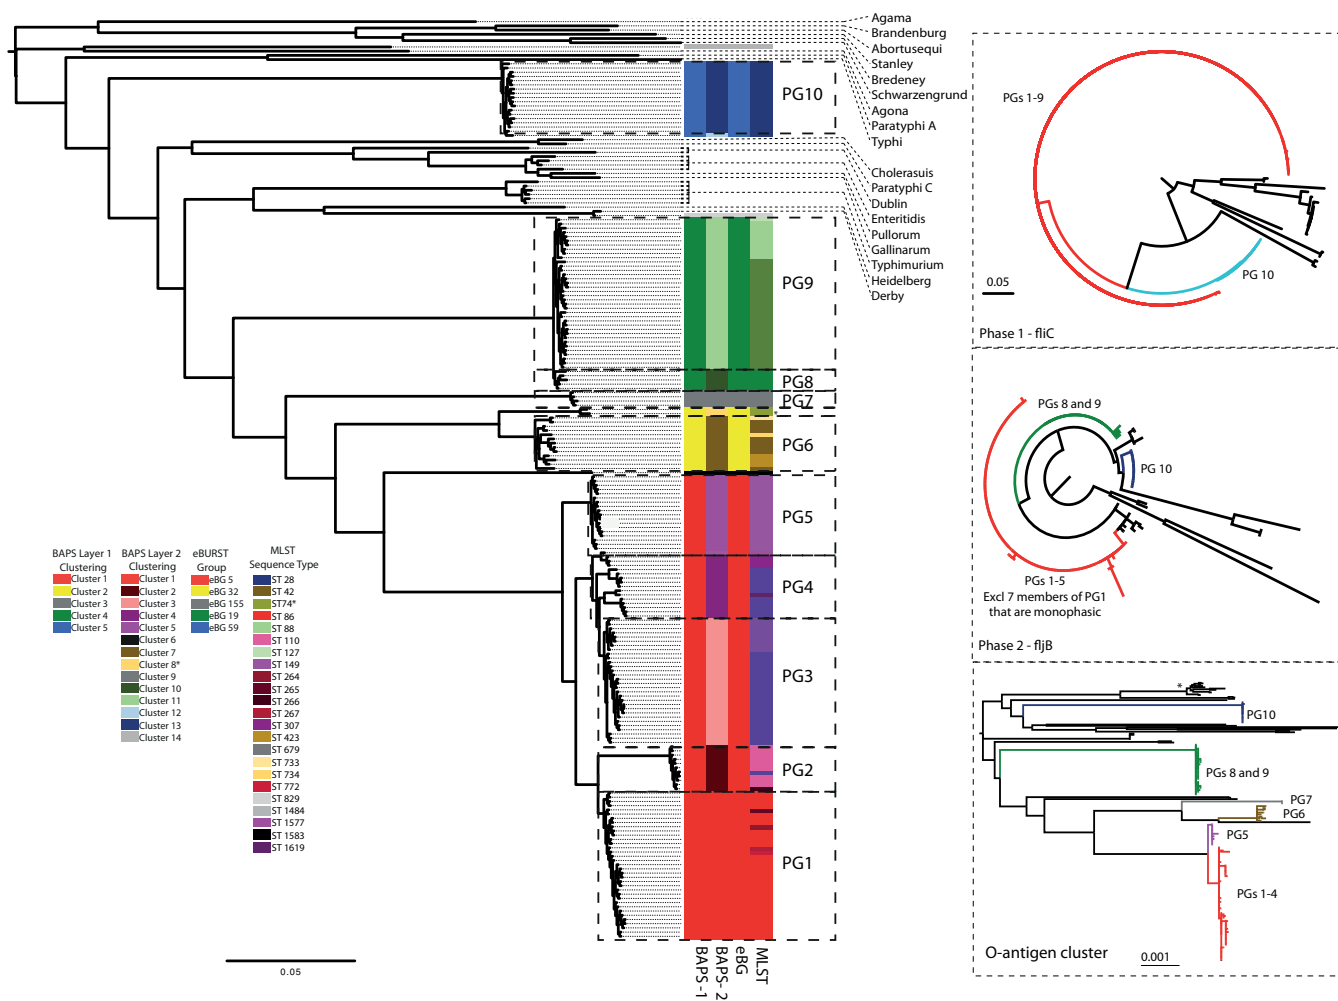 Agama
Brandenburg
Abortusequi
Stanley
Bredeney
Schwarzengrund
Agona
Paratyphi A
Typhi
Cholerasuis
Paratyphi C
Dublin
Enteritidis
Pullorum
Gallinarum
Typhimurium
Heidelberg
Derby
PG10
PG9
PG8
PG7
PG6
PG5
PG4
PG3
PG2
PG1
BAPS -1
BAPS- 2
eBG
MLST
BAPS Layer 1
Clustering
Cluster 1
Cluster 2
Cluster 3
Cluster 4
Cluster 5
BAPS Layer 2
Clustering
Cluster 1
Cluster 2
Cluster 3
Cluster 4
Cluster 5
Cluster 6
Cluster 7
Cluster 8*
Cluster 9
Cluster 10
Cluster 11
Cluster 12
Cluster 13
Cluster 14
eBURST
Group
eBG 5
eBG 32
eBG 155
eBG 19
eBG 59
MLST
Sequence Type
ST 28
ST 42
ST74*
ST 86
ST 88
ST 110
ST 127
ST 149
ST 264
ST 265
ST 266
ST 267
ST 307
ST 423
ST 679
ST 733
ST 734
ST 772
ST 829
ST 1484
ST 1577
ST 1583
ST 1619
0.05
PGs 1-9
PG 10
0.05
Phase 1 - fliC
PGs 8 and 9
PG 10
PGs 1-5
Excl 7 members of PG1
that are monophasic
Phase 2 - fljB
*
PG10
PGs 8 and 9
PG7
PG6
PG5
PGs 1-4
O-antigen cluster
0.001